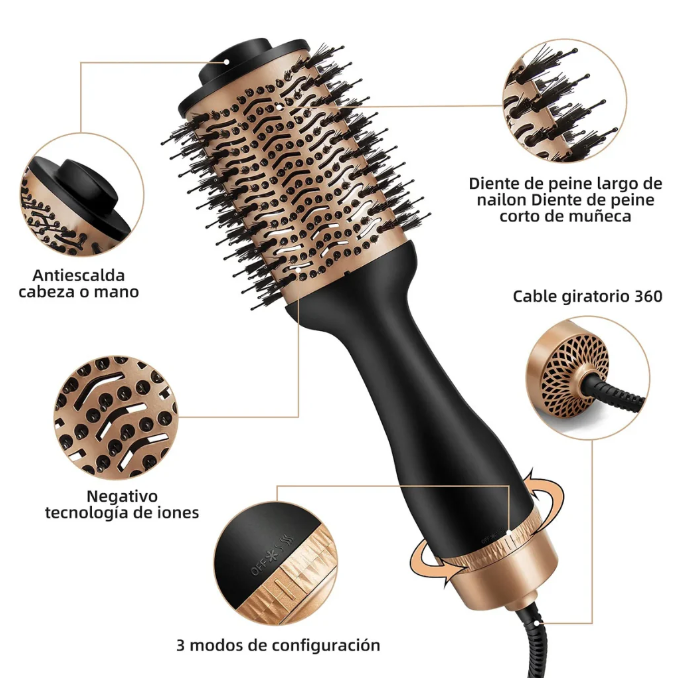 Diente de peine largo de
nailon Diente de peine
corto de muñeca
Antiescalda
cabeza o mano
Cable giratorio 360
Negativo
tecnología de iones
OFF
3 modos de configuración